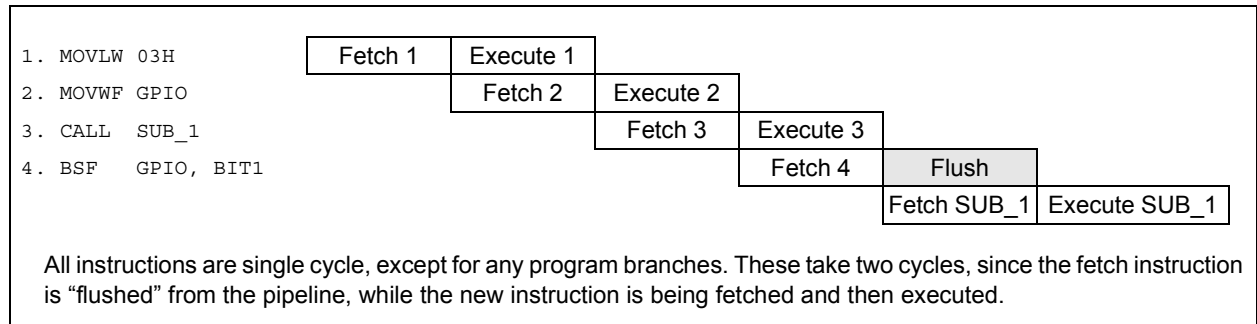 1. MOVLW 03H Fetch 1 Execute 1
2. MOVWF GPIO Fetch 2 Execute 2
3. CALL SUB_1 Fetch 3 Execute 3
4. BSF GPIO, BIT1 Fetch 4 Flush
Fetch SUB_1 Execute SUB_1
All instructions are single cycle, except for any program branches. These take two cycles, since the fetch instruction
is “flushed” from the pipeline, while the new instruction is being fetched and then executed.